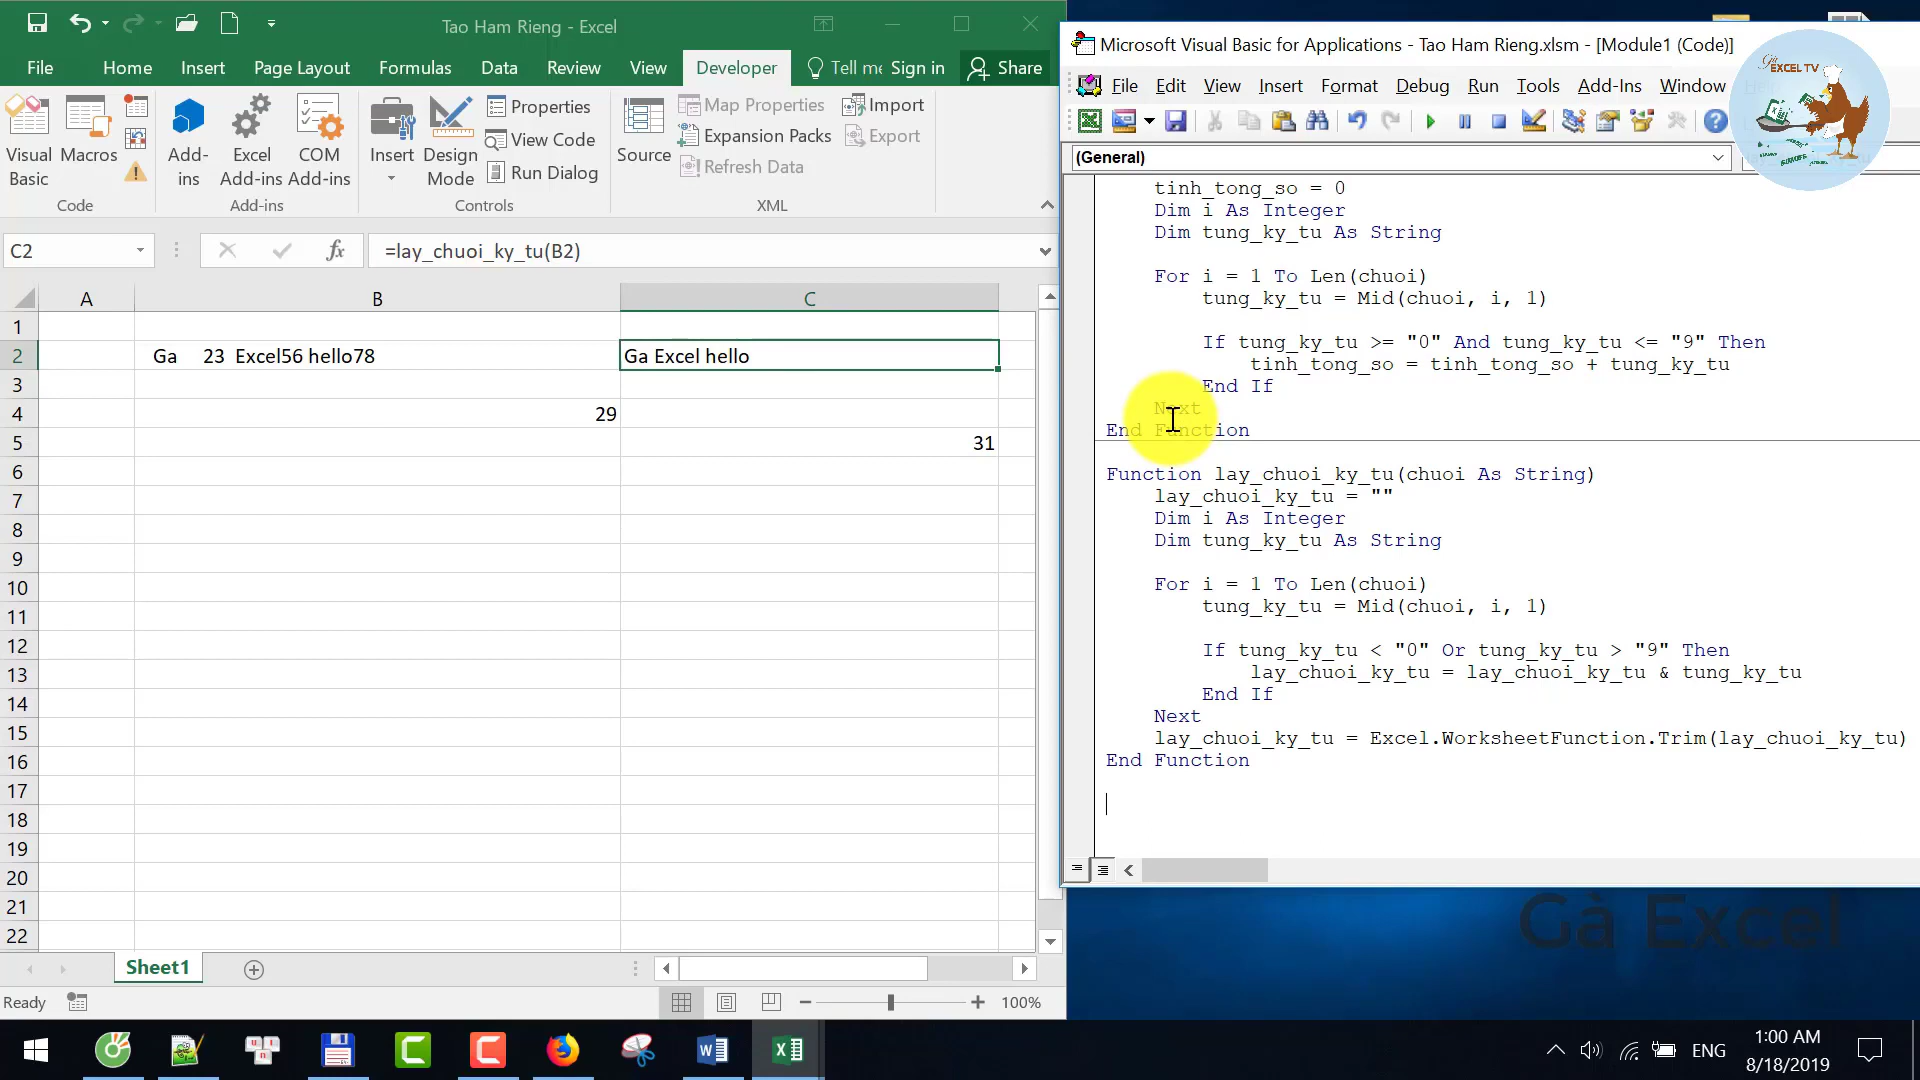 Tao Ham Rieng - Excel
File Home Insert Page Layout Formulas Data Review View Developer Tell me Sign in Share
Visual Basic
Macros
Code
Add-ins
Excel Add-ins
COM Add-ins
Add-ins
Insert
Design Mode
Properties
View Code
Run Dialog
Controls
Source
Map Properties
Expansion Packs
Refresh Data
Import
Export
XML
C2
fx
=lay_chuoi_ky_tu(B2)
A B C
1
2 Ga 23 Excel56 hello78 Ga Excel hello
3
4 29
5 31
6
7
8
9
10
11
12
13
14
15
16
17
18
19
20
21
22
Sheet1
Ready
100%
Microsoft Visual Basic for Applications - Tao Ham Rieng.xlsm - [Module1 (Code)]
File Edit View Insert Format Debug Run Tools Add-Ins Window
Gà
EXCEL TV
(General)
tinh_tong_so = 0
Dim i As Integer
Dim tung_ky_tu As String
For i = 1 To Len(chuoi)
tung_ky_tu = Mid(chuoi, i, 1)
If tung_ky_tu >= "0" And tung_ky_tu <= "9" Then
tinh_tong_so = tinh_tong_so + tung_ky_tu
End If
Next
End Function
Function lay_chuoi_ky_tu(chuoi As String)
lay_chuoi_ky_tu = ""
Dim i As Integer
Dim tung_ky_tu As String
For i = 1 To Len(chuoi)
tung_ky_tu = Mid(chuoi, i, 1)
If tung_ky_tu < "0" Or tung_ky_tu > "9" Then
lay_chuoi_ky_tu = lay_chuoi_ky_tu & tung_ky_tu
End If
Next
lay_chuoi_ky_tu = Excel.WorksheetFunction.Trim(lay_chuoi_ky_tu)
End Function
Gà Excel
ENG
1:00 AM
8/18/2019